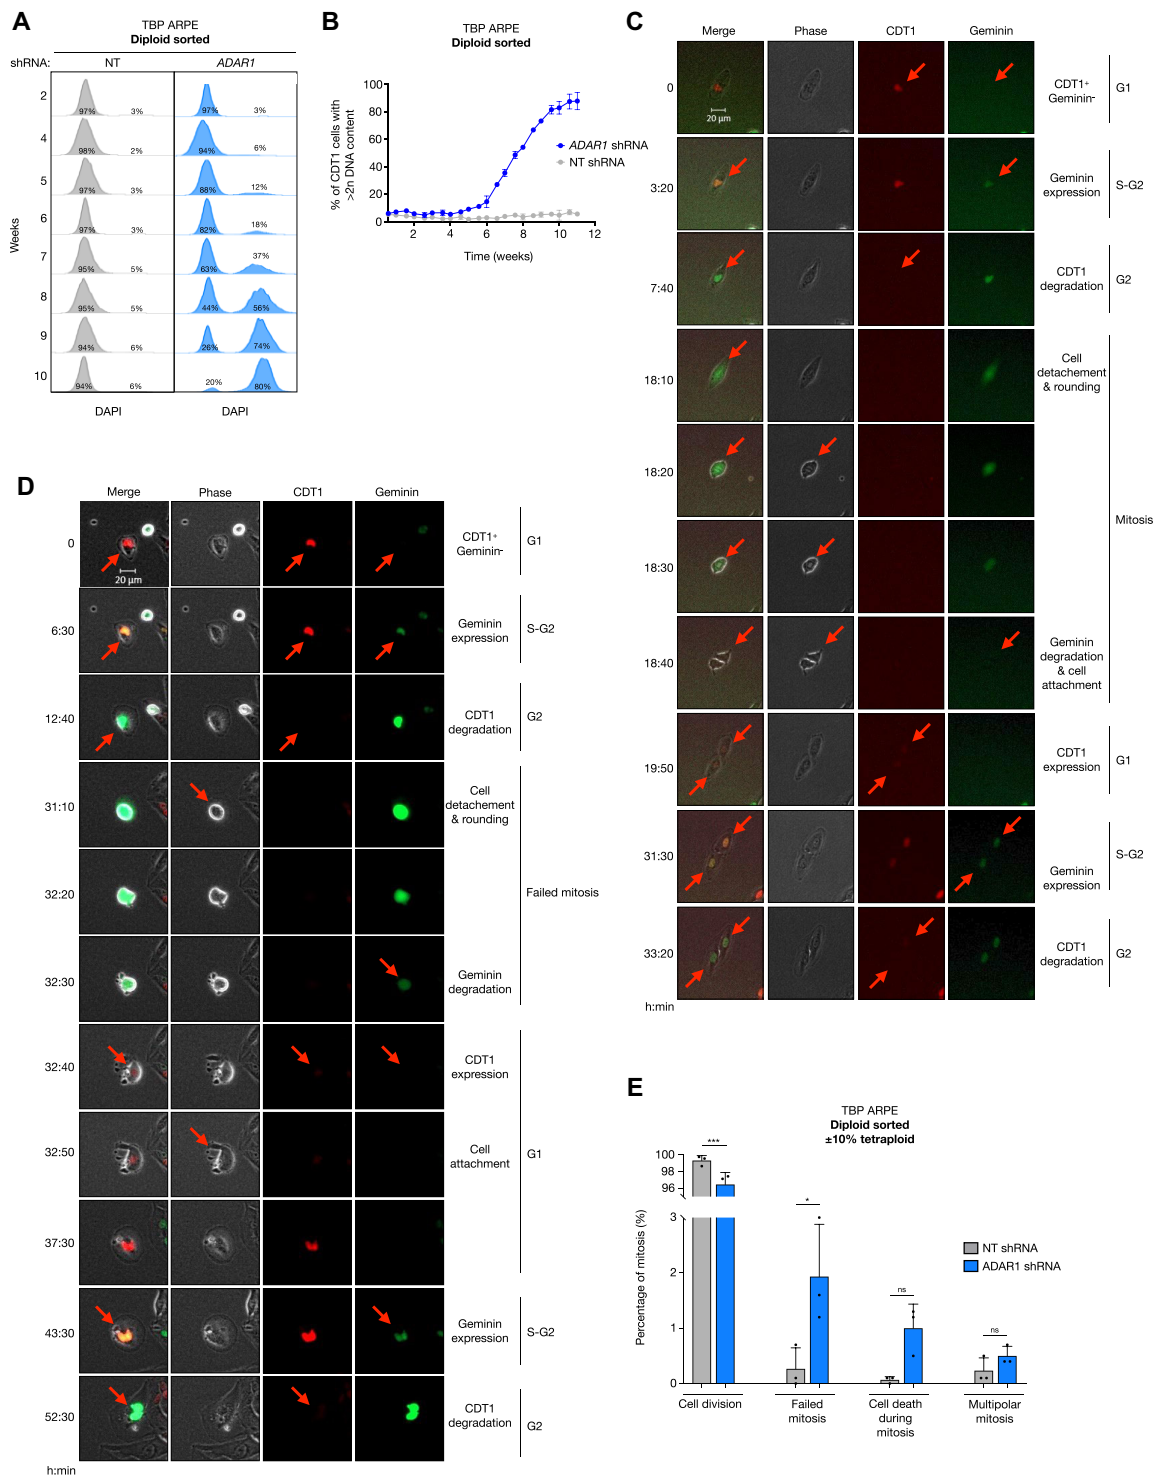 A
TBP ARPE
Diploid sorted
shRNA:
NT
ADAR1
Weeks
2
97%
3%
97%
3%
4
98%
2%
94%
6%
5
97%
3%
88%
12%
6
97%
3%
82%
18%
7
95%
5%
63%
37%
8
95%
5%
44%
56%
9
94%
6%
26%
74%
10
94%
6%
20%
80%
DAPI
DAPI
B
TBP ARPE
Diploid sorted
% of CDT1 cells with
>2n DNA content
100
80
60
40
20
0
2
4
6
8
10
12
Time (weeks)
ADAR1 shRNA
NT shRNA
C
Merge
Phase
CDT1
Geminin
0
20 µm
CDT1+
Geminin-
G1
3:20
Geminin
expression
S-G2
7:40
CDT1
degradation
G2
18:10
Cell
detachement
& rounding
18:20
Mitosis
18:30
18:40
Geminin
degradation
& cell
attachment
19:50
CDT1
expression
G1
31:30
Geminin
expression
S-G2
33:20
CDT1
degradation
G2
h:min
D
Merge
Phase
CDT1
Geminin
0
20 µm
CDT1+
Geminin-
G1
6:30
Geminin
expression
S-G2
12:40
CDT1
degradation
G2
31:10
Cell
detachement
& rounding
32:20
Failed mitosis
32:30
Geminin
degradation
32:40
CDT1
expression
32:50
Cell
attachment
G1
37:30
43:30
Geminin
expression
S-G2
52:30
CDT1
degradation
G2
h:min
E
TBP ARPE
Diploid sorted
±10% tetraploid
Percentage of mitosis (%)
100
98
96
3
2
1
0
***
*
ns
ns
NT shRNA
ADAR1 shRNA
Cell division
Failed
mitosis
Cell death
during
mitosis
Multipolar
mitosis